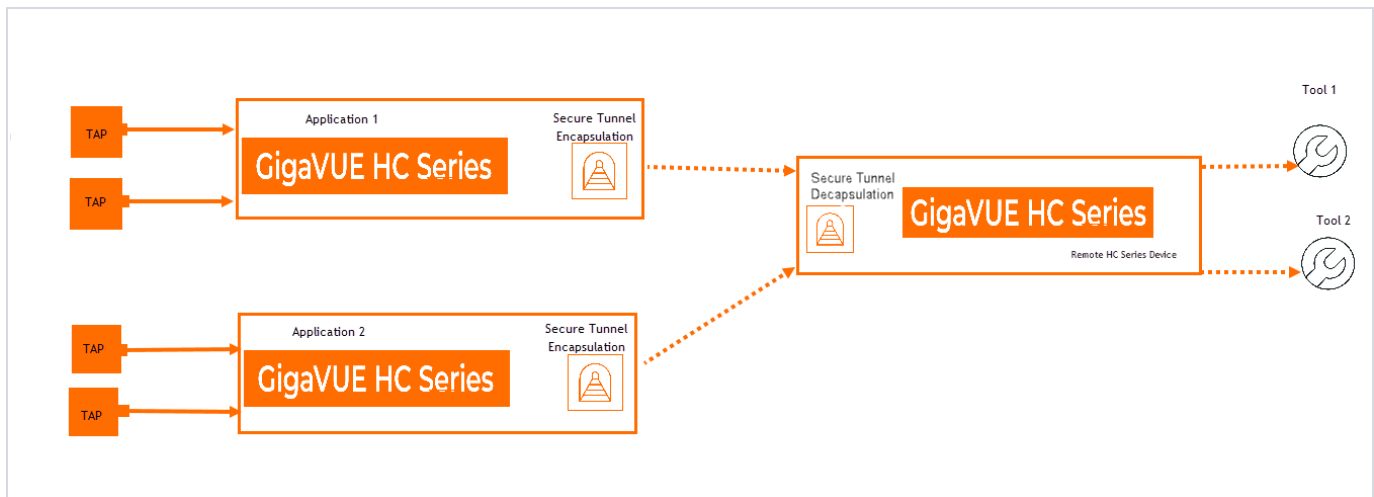 TAP
TAP
Application 1
GigaVUE HC Series
Secure Tunnel
Encapsulation
TAP
TAP
Application 2
GigaVUE HC Series
Secure Tunnel
Encapsulation
Secure Tunnel
Decapsulation
GigaVUE HC Series
Remote HC Series Device
Tool 1
Tool 2